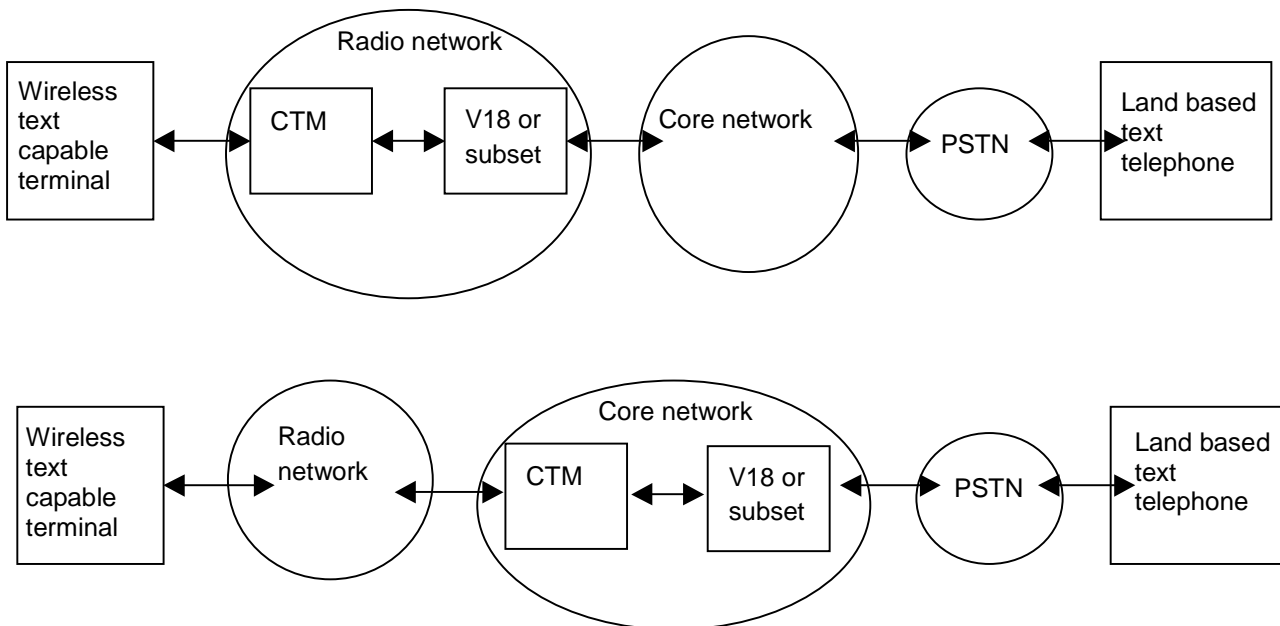 Radio network
Wireless
text
capable
terminal
CTM
V18 or
subset
Core network
PSTN
Land based
text
telephone
Wireless
text
capable
terminal
Radio
network
Core network
CTM
V18 or
subset
PSTN
Land based
text
telephone